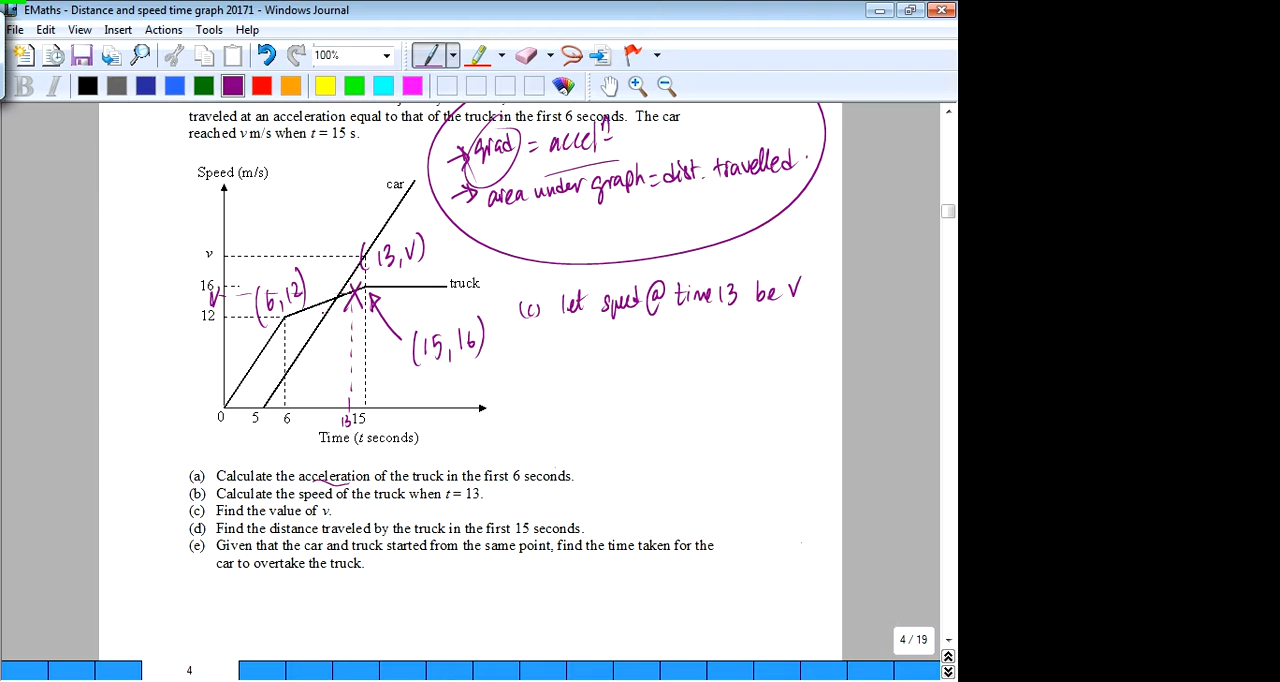 EMaths - Distance and speed time graph 20171 - Windows Journal
File Edit View Insert Actions Tools Help
100%
B I
traveled at an acceleration equal to that of the truck in the first 6 seconds. The car
reached v m/s when t = 15 s.
→ grad = accelⁿ
→ area under graph = dist. travelled.
Speed (m/s)
car
v
(13, V)
16
truck
V
(6, 12)
(c) let speed @ time 13 be V
12
(15, 16)
0 5 6 13 15
Time (t seconds)
(a) Calculate the acceleration of the truck in the first 6 seconds.
(b) Calculate the speed of the truck when t = 13.
(c) Find the value of v.
(d) Find the distance traveled by the truck in the first 15 seconds.
(e) Given that the car and truck started from the same point, find the time taken for the
car to overtake the truck.
4 / 19
4